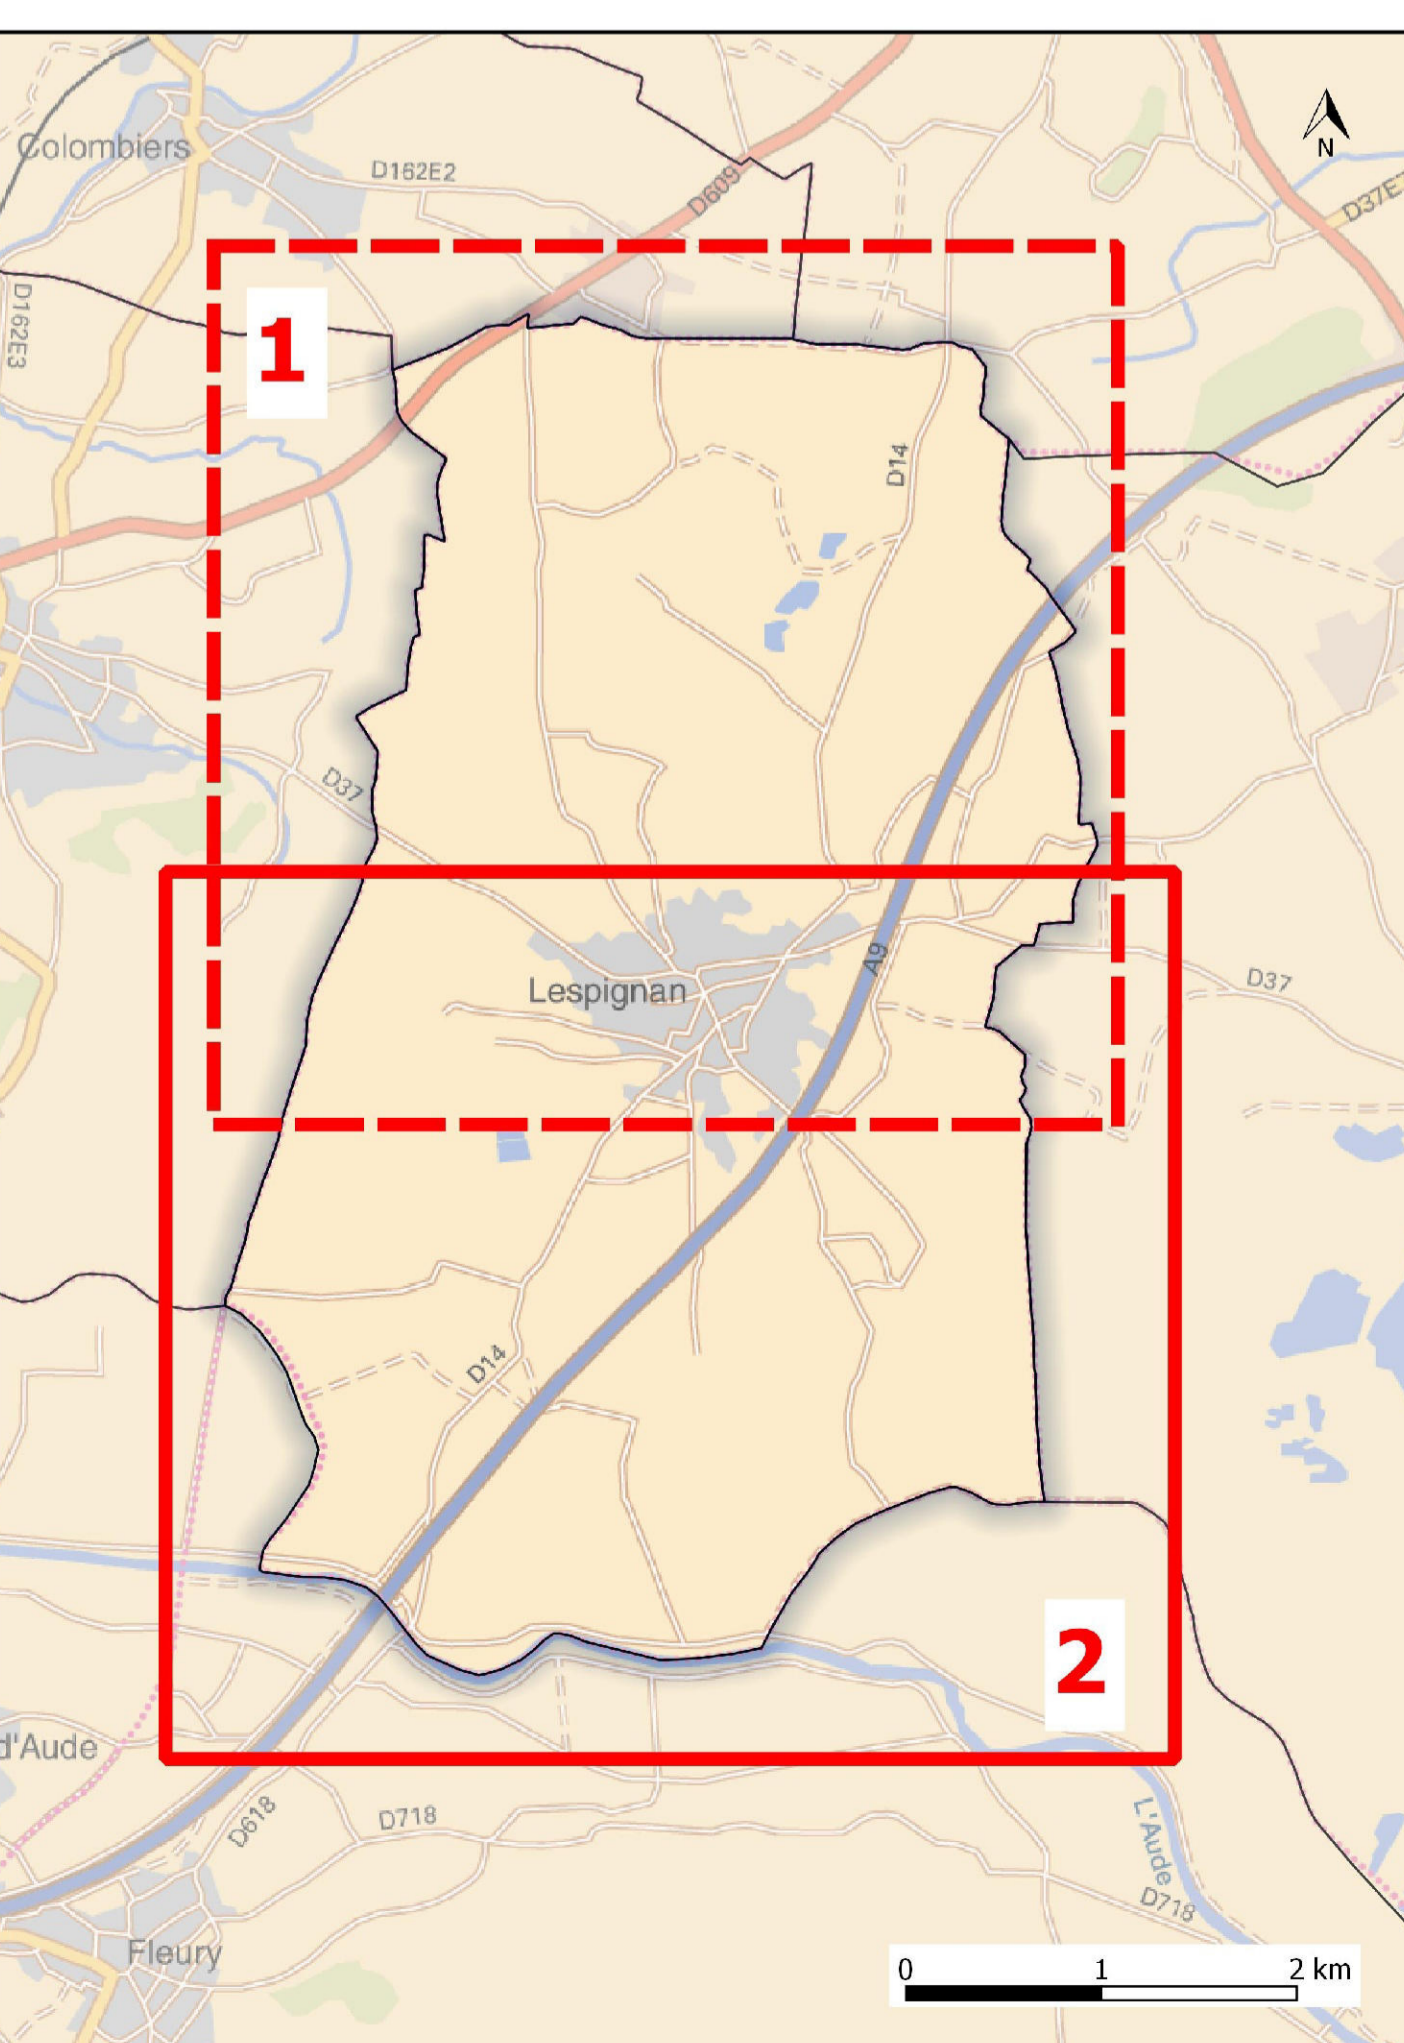 N
Colombiers
D162E2
D609
D37E
D162E3
1
D14
D37
Lespignan
A9
D37
D14
2
d'Aude
D618
D718
L'Aude
D718
Fleury
0 1 2 km